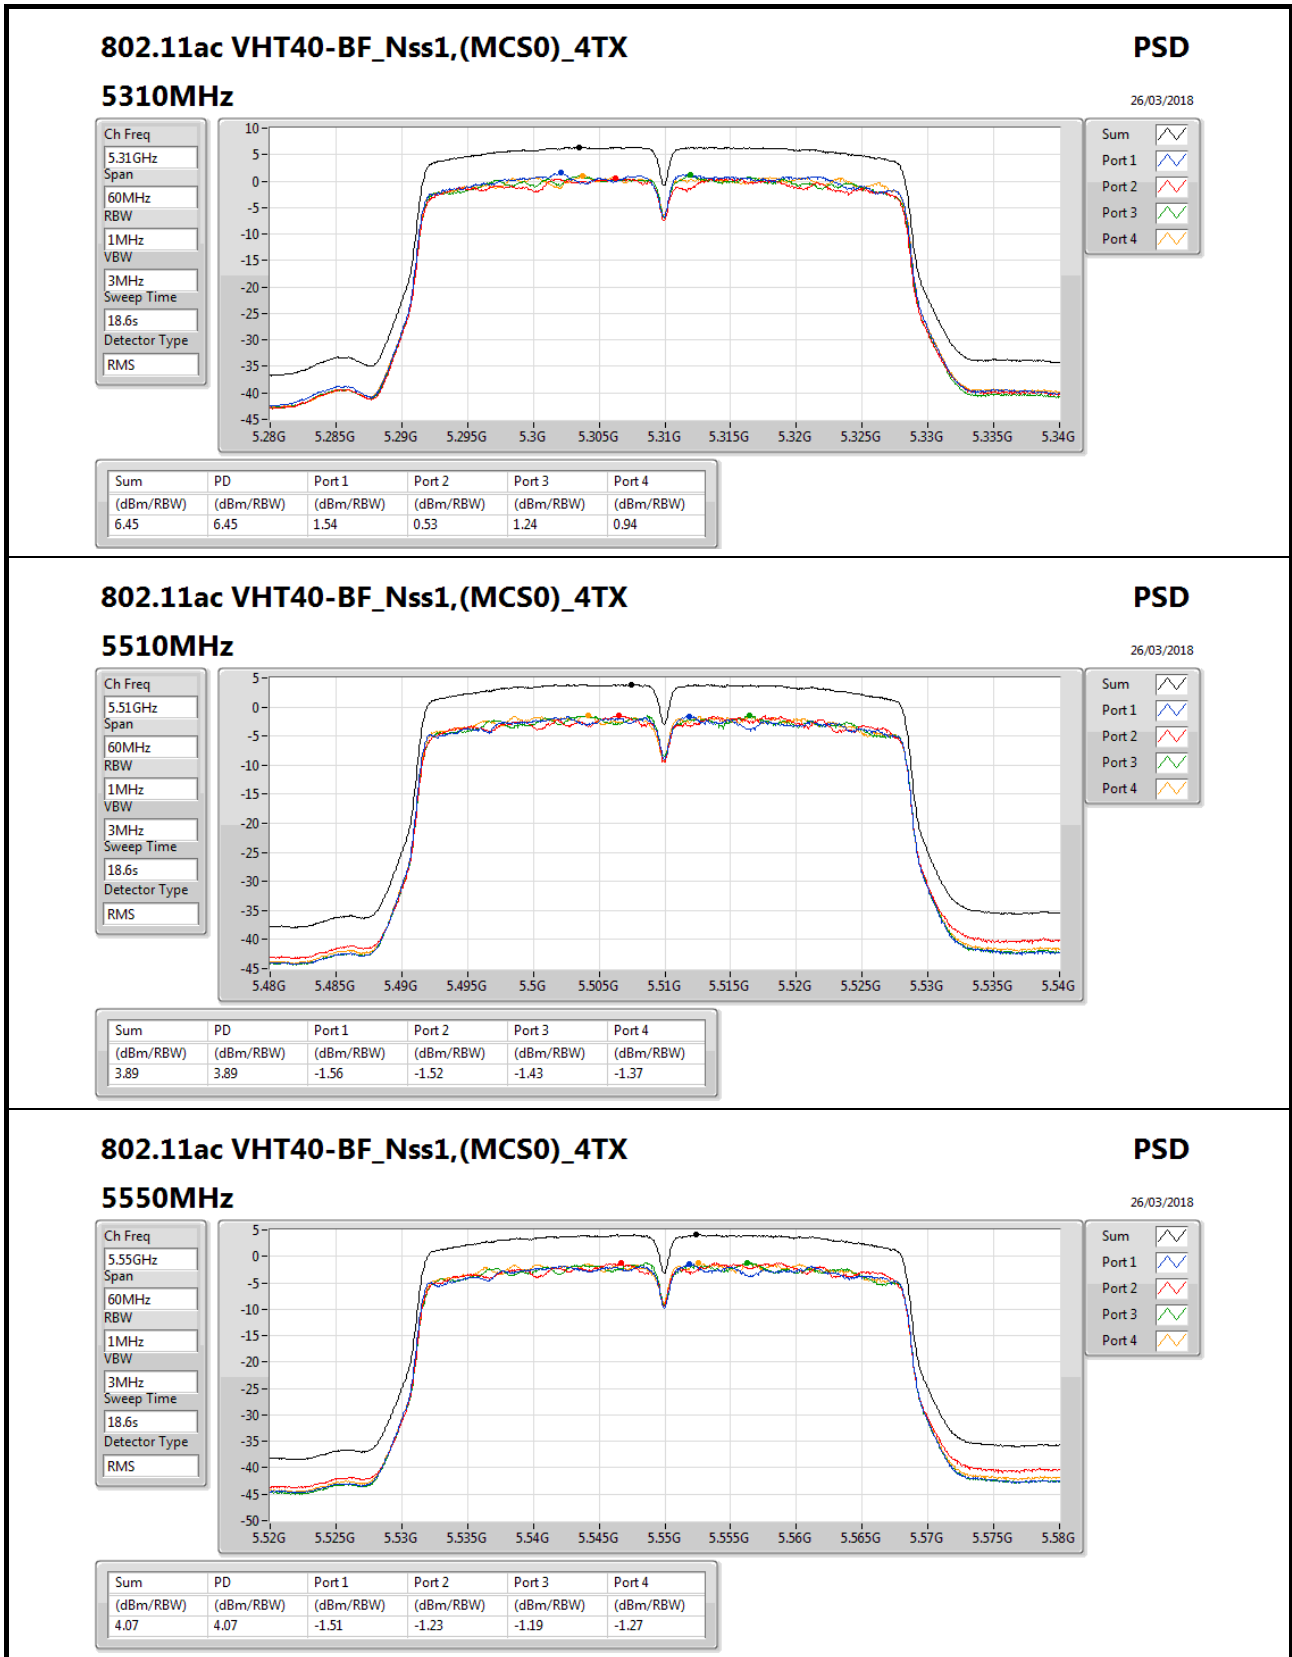 802.11ac VHT40-BF_Nss1,(MCS0)_4TX PSD
5310MHz 26/03/2018
Ch Freq
5.31GHz
Span
60MHz
RBW
1MHz
VBW
3MHz
Sweep Time
18.6s
Detector Type
RMS
10
5
0
-5
-10
-15
-20
-25
-30
-35
-40
-45
5.28G 5.285G 5.29G 5.295G 5.3G 5.305G 5.31G 5.315G 5.32G 5.325G 5.33G 5.335G 5.34G
Sum
Port 1
Port 2
Port 3
Port 4
Sum PD Port 1 Port 2 Port 3 Port 4
(dBm/RBW) (dBm/RBW) (dBm/RBW) (dBm/RBW) (dBm/RBW) (dBm/RBW)
6.45 6.45 1.54 0.53 1.24 0.94
802.11ac VHT40-BF_Nss1,(MCS0)_4TX PSD
5510MHz 26/03/2018
Ch Freq
5.51GHz
Span
60MHz
RBW
1MHz
VBW
3MHz
Sweep Time
18.6s
Detector Type
RMS
5
0
-5
-10
-15
-20
-25
-30
-35
-40
-45
5.48G 5.485G 5.49G 5.495G 5.5G 5.505G 5.51G 5.515G 5.52G 5.525G 5.53G 5.535G 5.54G
Sum
Port 1
Port 2
Port 3
Port 4
Sum PD Port 1 Port 2 Port 3 Port 4
(dBm/RBW) (dBm/RBW) (dBm/RBW) (dBm/RBW) (dBm/RBW) (dBm/RBW)
3.89 3.89 -1.56 -1.52 -1.43 -1.37
802.11ac VHT40-BF_Nss1,(MCS0)_4TX PSD
5550MHz 26/03/2018
Ch Freq
5.55GHz
Span
60MHz
RBW
1MHz
VBW
3MHz
Sweep Time
18.6s
Detector Type
RMS
5
0
-5
-10
-15
-20
-25
-30
-35
-40
-45
-50
5.52G 5.525G 5.53G 5.535G 5.54G 5.545G 5.55G 5.555G 5.56G 5.565G 5.57G 5.575G 5.58G
Sum
Port 1
Port 2
Port 3
Port 4
Sum PD Port 1 Port 2 Port 3 Port 4
(dBm/RBW) (dBm/RBW) (dBm/RBW) (dBm/RBW) (dBm/RBW) (dBm/RBW)
4.07 4.07 -1.51 -1.23 -1.19 -1.27